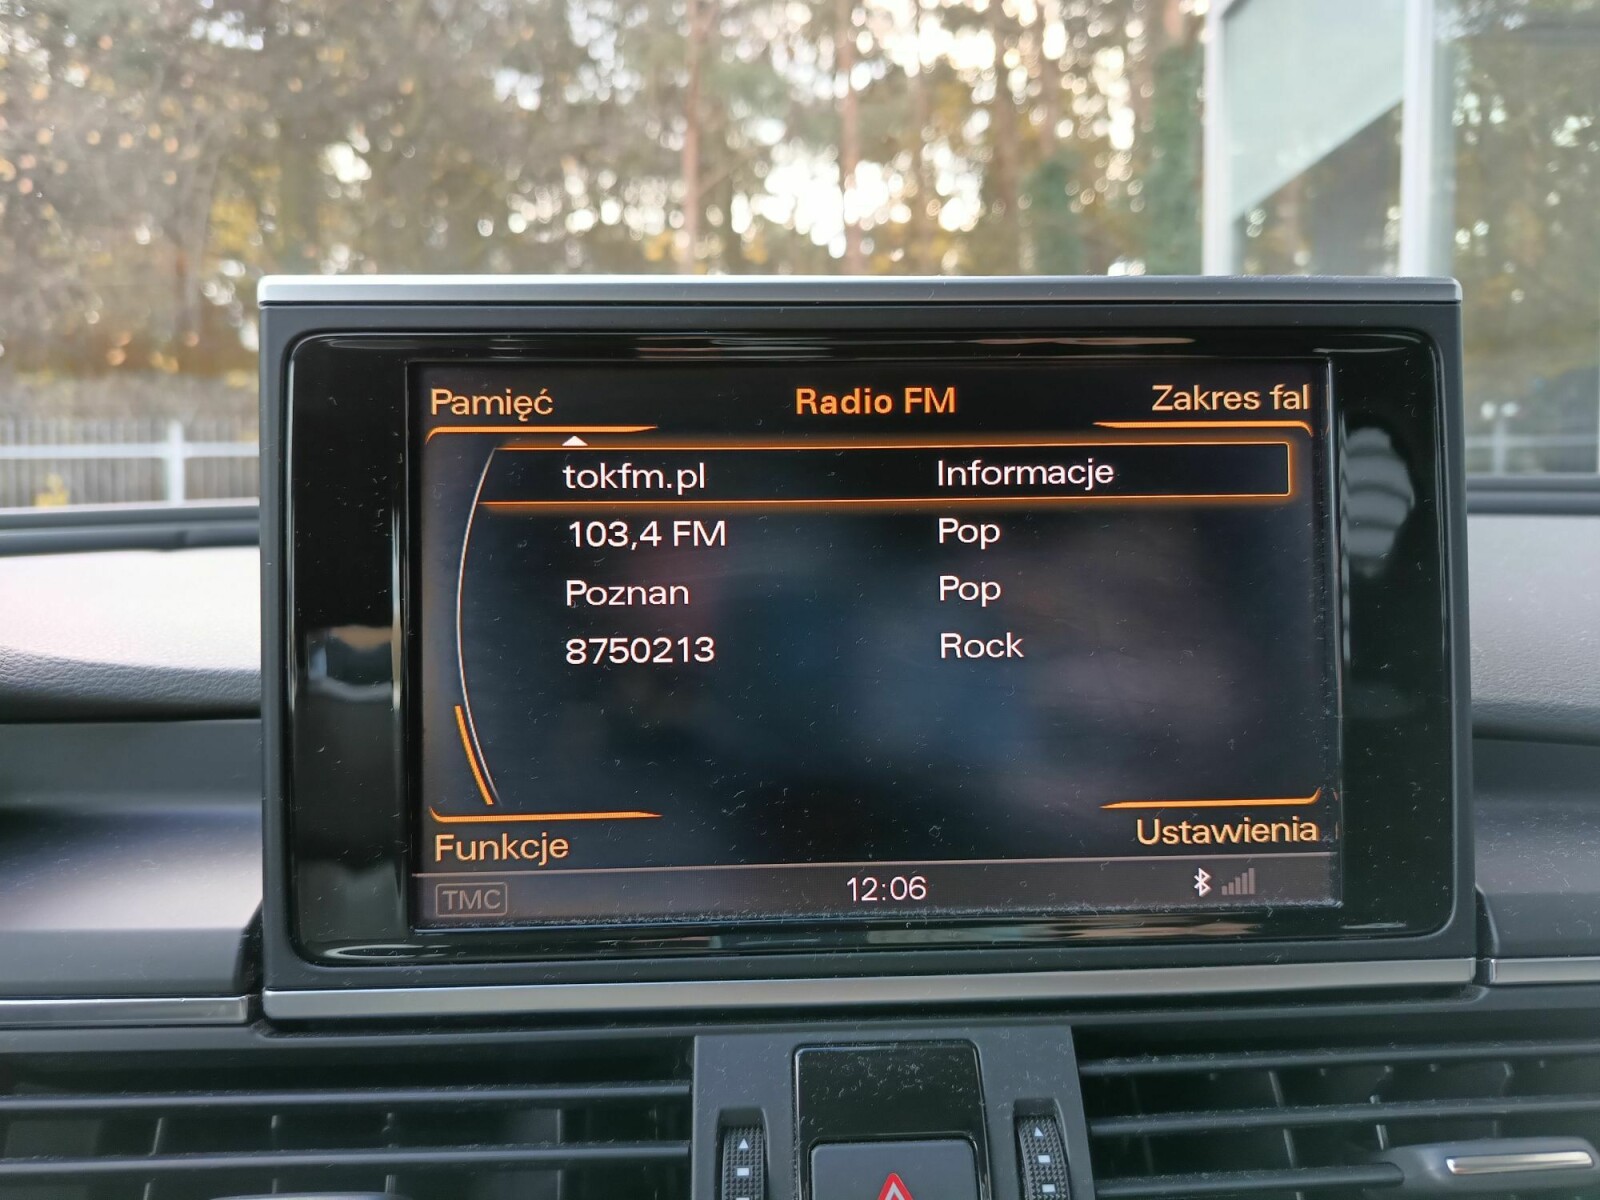 Pamięć Radio FM Zakres fal
tokfm.pl Informacje
103,4 FM Pop
Poznan Pop
8750213 Rock
Funkcje Ustawienia
TMC 12:06